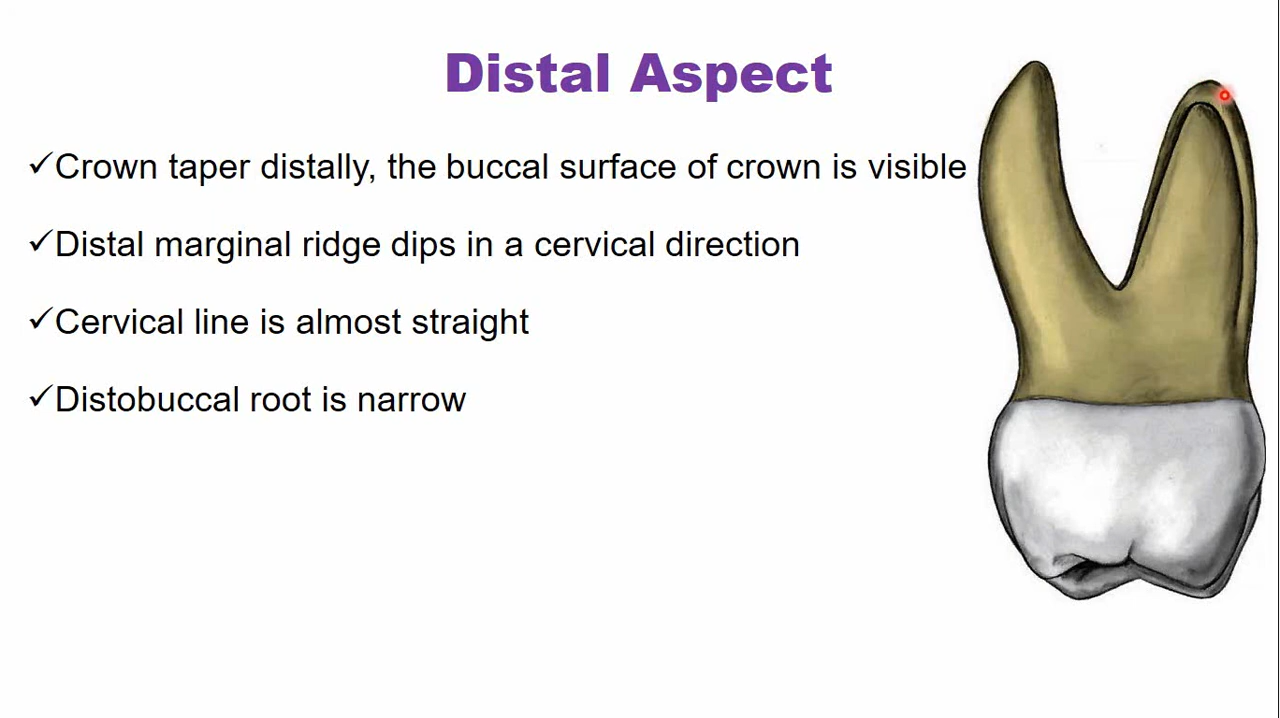 Distal Aspect
✓Crown taper distally, the buccal surface of crown is visible
✓Distal marginal ridge dips in a cervical direction
✓Cervical line is almost straight
✓Distobuccal root is narrow